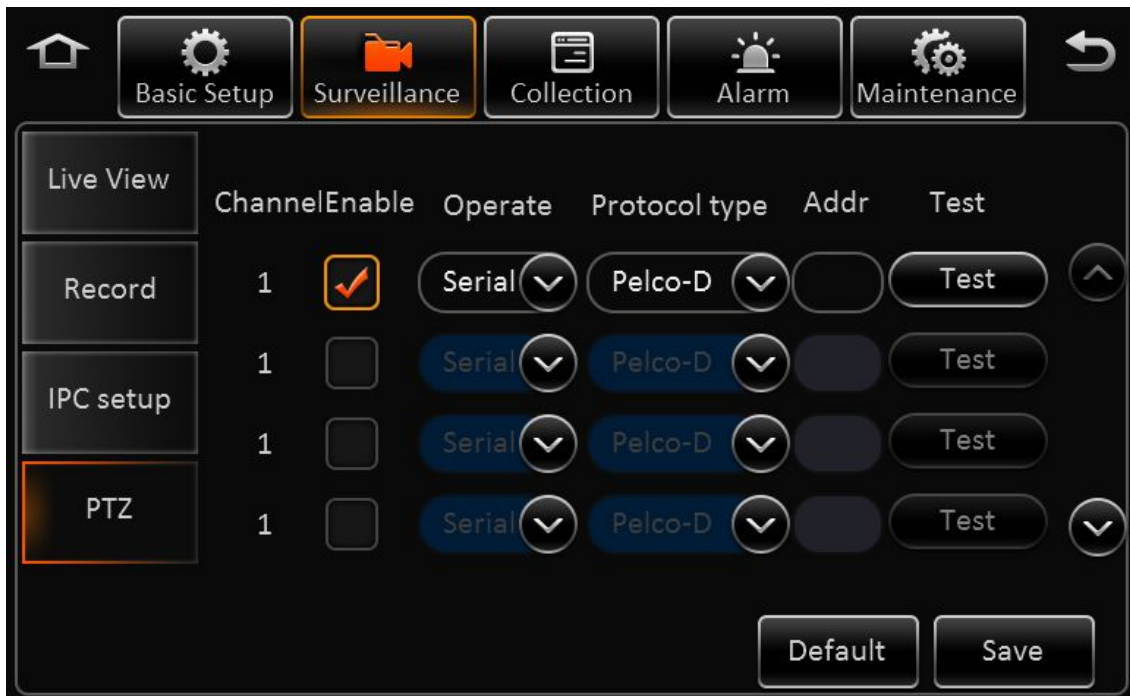 Basic Setup Surveillance Collection Alarm Maintenance
Live View
Channel Enable Operate Protocol type Addr Test
Record
1 Serial Pelco-D Test
1 Serial Pelco-D Test
IPC setup
1 Serial Pelco-D Test
PTZ
1 Serial Pelco-D Test
Default Save